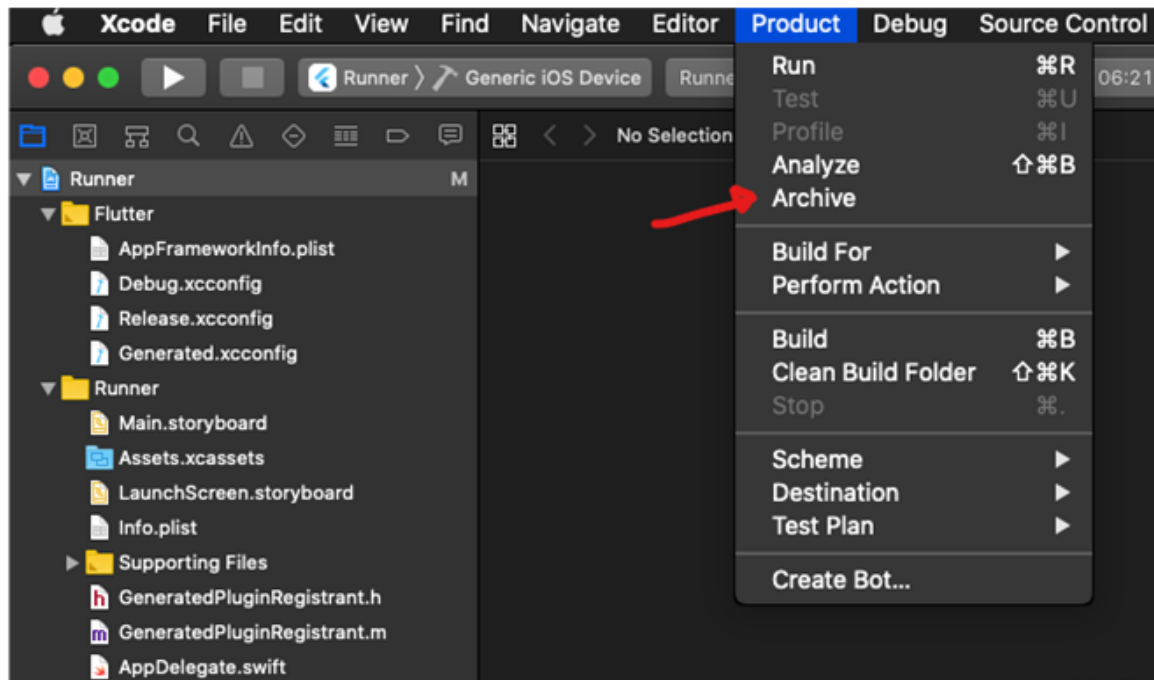 Xcode File Edit View Find Navigate Editor Product Debug Source Control
Runner 〉 Generic iOS Device Runne 06:21
No Selection
Run ⌘R
Test ⌘U
Profile ⌘I
Analyze ⇧⌘B
Archive
Build For ▶
Perform Action ▶
Build ⌘B
Clean Build Folder ⇧⌘K
Stop ⌘.
Scheme ▶
Destination ▶
Test Plan ▶
Create Bot...
Runner M
Flutter
AppFrameworkInfo.plist
Debug.xcconfig
Release.xcconfig
Generated.xcconfig
Runner
Main.storyboard
Assets.xcassets
LaunchScreen.storyboard
Info.plist
Supporting Files
h GeneratedPluginRegistrant.h
m GeneratedPluginRegistrant.m
AppDelegate.swift